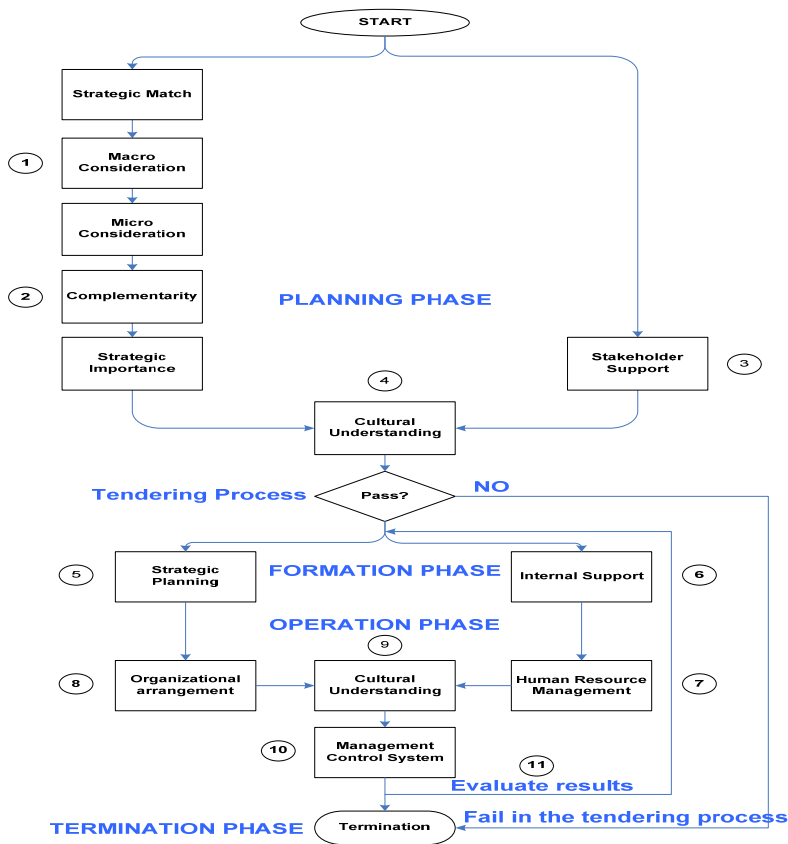 START
Strategic Match
1
Macro
Consideration
Micro
Consideration
2
Complementarity
PLANNING PHASE
Strategic
Importance
Stakeholder
Support
3
4
Cultural
Understanding
Tendering Process
Pass?
NO
5
Strategic
Planning
FORMATION PHASE
Internal Support
6
OPERATION PHASE
9
8
Organizational
arrangement
Cultural
Understanding
Human Resource
Management
7
10
Management
Control System
11
Evaluate results
TERMINATION PHASE
Termination
Fail in the tendering process